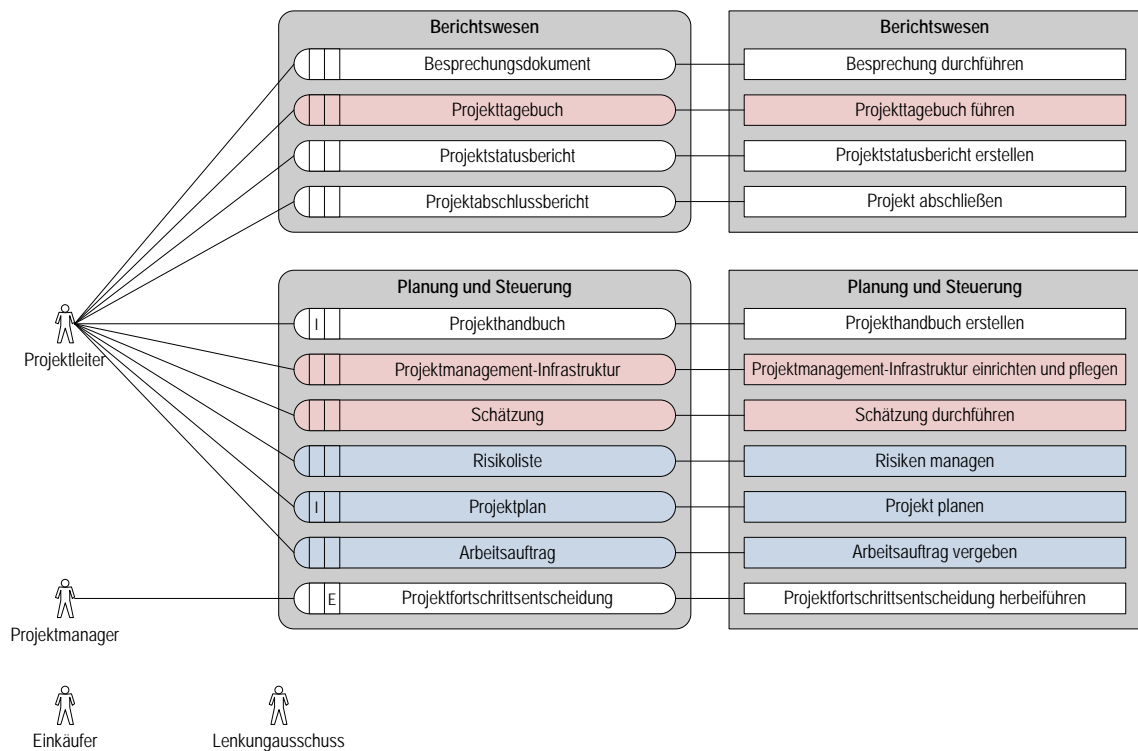 Berichtswesen
Berichtswesen
Besprechungsdokument
Besprechung durchführen
Projekttagebuch
Projekttagebuch führen
Projektstatusbericht
Projektstatusbericht erstellen
Projektabschlussbericht
Projekt abschließen
Planung und Steuerung
Planung und Steuerung
I
Projekthandbuch
Projekthandbuch erstellen
Projektleiter
Projektmanagement-Infrastruktur
Projektmanagement-Infrastruktur einrichten und pflegen
Schätzung
Schätzung durchführen
Risikoliste
Risiken managen
I
Projektplan
Projekt planen
Arbeitsauftrag
Arbeitsauftrag vergeben
E
Projektfortschrittsentscheidung
Projektfortschrittsentscheidung herbeiführen
Projektmanager
Einkäufer
Lenkungausschuss